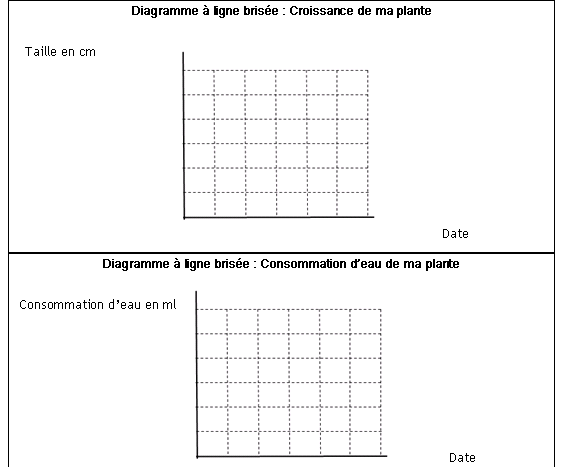 Diagramme à ligne brisée : Croissance de ma plante
Taille en cm
Date
Diagramme à ligne brisée : Consommation d’eau de ma plante
Consommation d’eau en ml
Date